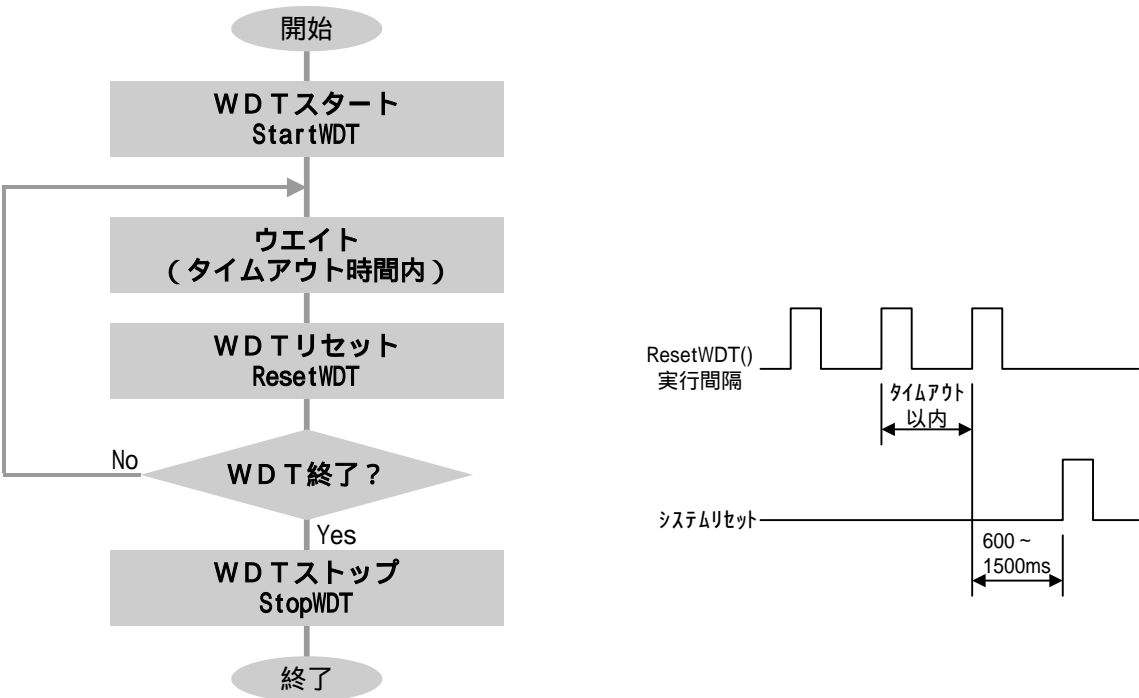 開始
WDTスタート
StartWDT
ウエイト
(タイムアウト時間内)
WDTリセット
ResetWDT
No
WDT終了?
Yes
WDTストップ
StopWDT
終了
ResetWDT()
実行間隔
ﾀｲﾑｱｳﾄ
以内
ｼｽﾃﾑﾘｾｯﾄ
600~
1500ms